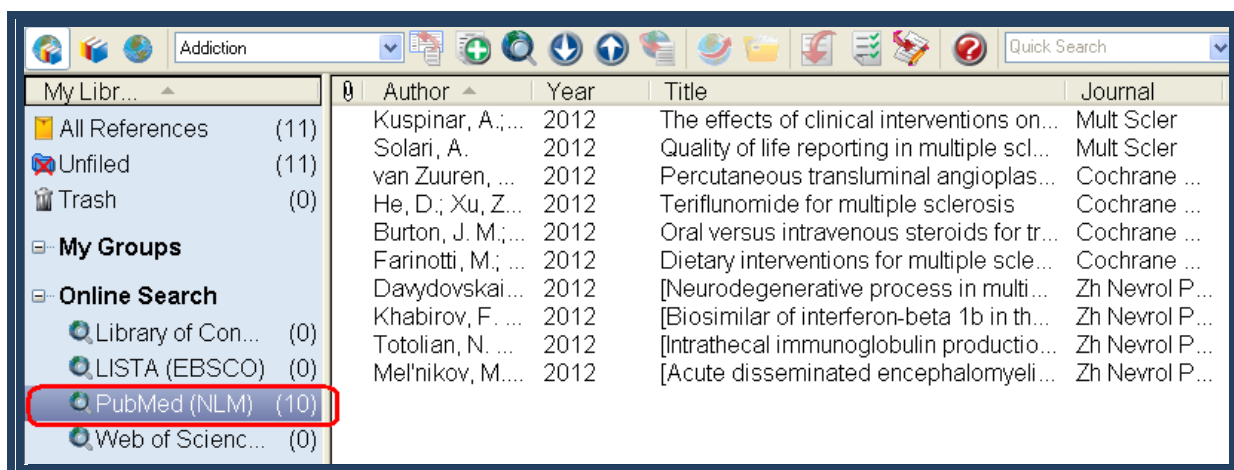 Addiction
Quick Search
My Libr...
All References (11)
Unfiled (11)
Trash (0)
My Groups
Online Search
Library of Con... (0)
LISTA (EBSCO) (0)
PubMed (NLM) (10)
Web of Scienc... (0)
Author Year Title Journal
Kuspinar, A.;... 2012 The effects of clinical interventions on... Mult Scler
Solari, A. 2012 Quality of life reporting in multiple scl... Mult Scler
van Zuuren, ... 2012 Percutaneous transluminal angioplas... Cochrane ...
He, D.; Xu, Z... 2012 Teriflunomide for multiple sclerosis Cochrane ...
Burton, J. M.;... 2012 Oral versus intravenous steroids for tr... Cochrane ...
Farinotti, M.; ... 2012 Dietary interventions for multiple scle... Cochrane ...
Davydovskai... 2012 [Neurodegenerative process in multi... Zh Nevrol P...
Khabirov, F. ... 2012 [Biosimilar of interferon-beta 1b in th... Zh Nevrol P...
Totolian, N. ... 2012 [Intrathecal immunoglobulin productio... Zh Nevrol P...
Mel'nikov, M.... 2012 [Acute disseminated encephalomyeli... Zh Nevrol P...